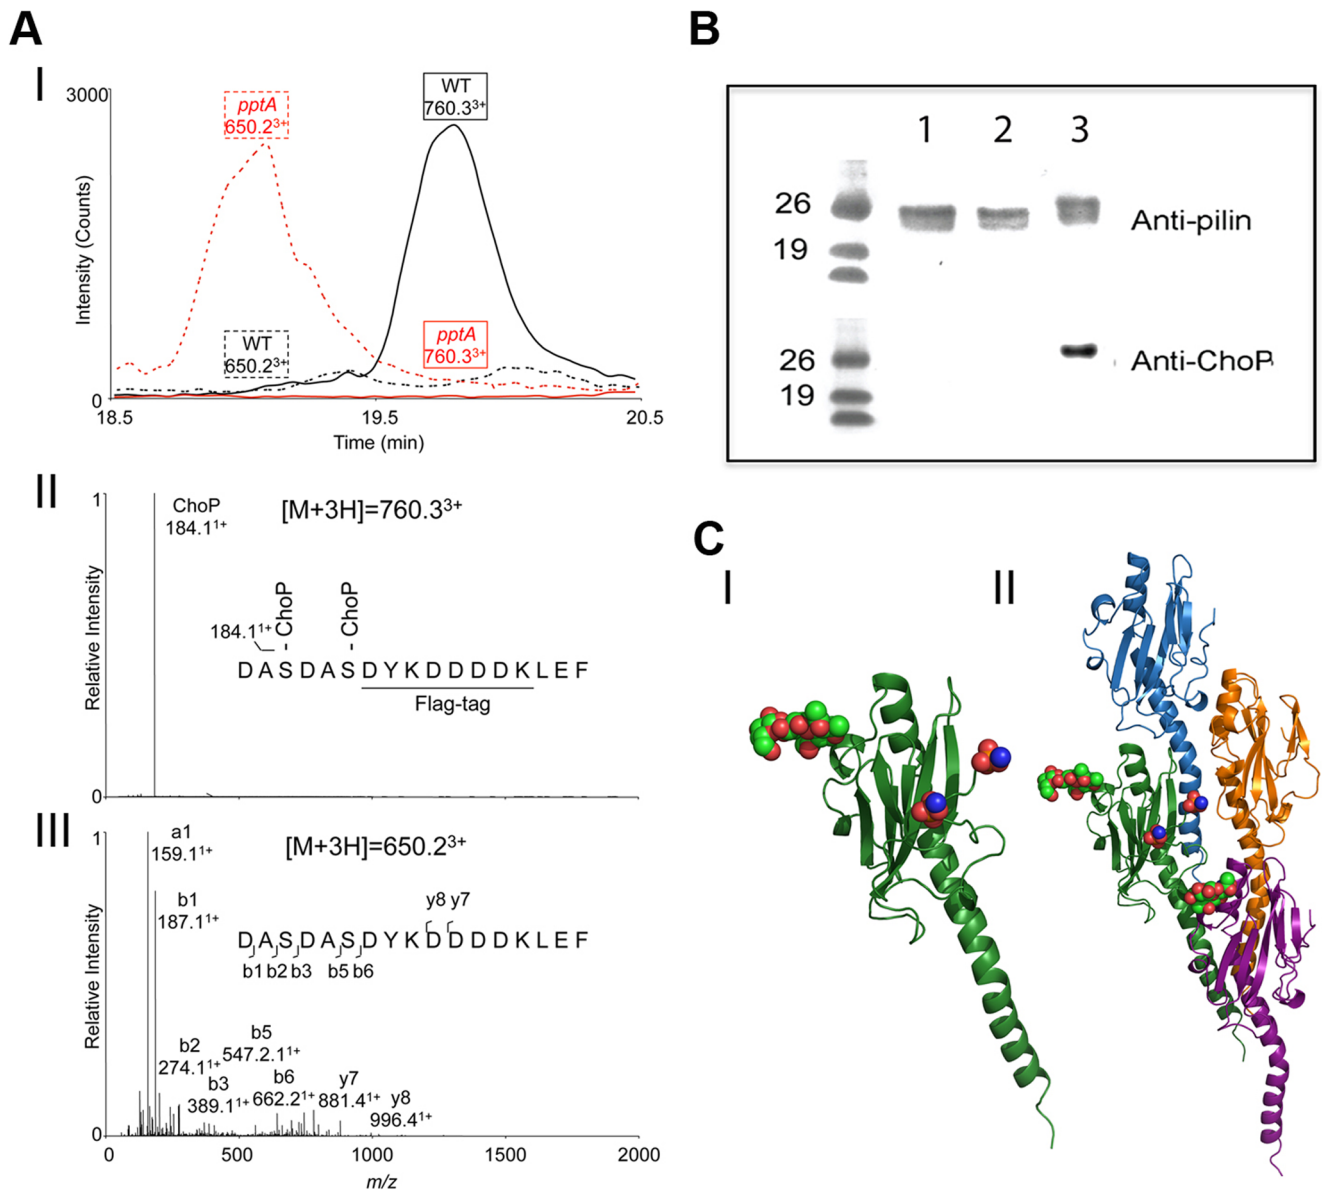 A
I
3000
pptA
650.2³⁺
WT
760.3³⁺
Intensity (Counts)
WT
650.2³⁺
pptA
760.3³⁺
0
18.5 19.5 20.5
Time (min)
II
1
ChoP
184.1¹⁺
[M+3H]=760.3³⁺
Relative Intensity
184.1¹⁺
ChoP ChoP
DASDASDYKDDDDKLEF
Flag-tag
0
III
1
a1
159.1¹⁺
b1
187.1¹⁺
[M+3H]=650.2³⁺
Relative Intensity
y8 y7
DASDASDYKDDDDKLEF
b1 b2 b3 b5 b6
b2
274.1¹⁺
b5
547.2.1¹⁺
b3
389.1¹⁺
b6
662.2¹⁺
y7
881.4¹⁺
y8
996.4¹⁺
0
0 500 1000 1500 2000
m/z
B
1 2 3
26
19
Anti-pilin
26
19
Anti-ChoP
C
I
II